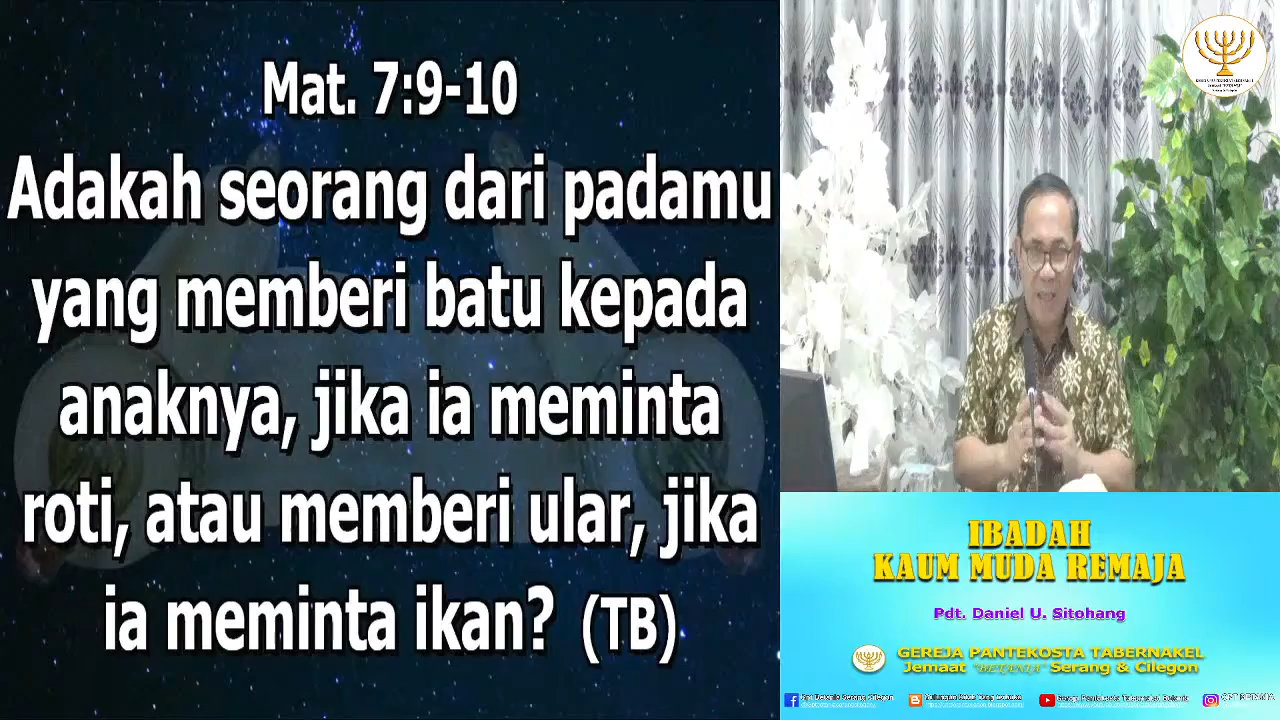 Mat. 7:9-10
Adakah seorang dari padamu
yang memberi batu kepada
anaknya, jika ia meminta
roti, atau memberi ular, jika
ia meminta ikan? (TB)
IBADAH
KAUM MUDA REMAJA
Pdt. Daniel U. Sitohang
GEREJA PANTEKOSTA TABERNAKEL
Jemaat "BETANIA" Serang & Cilegon